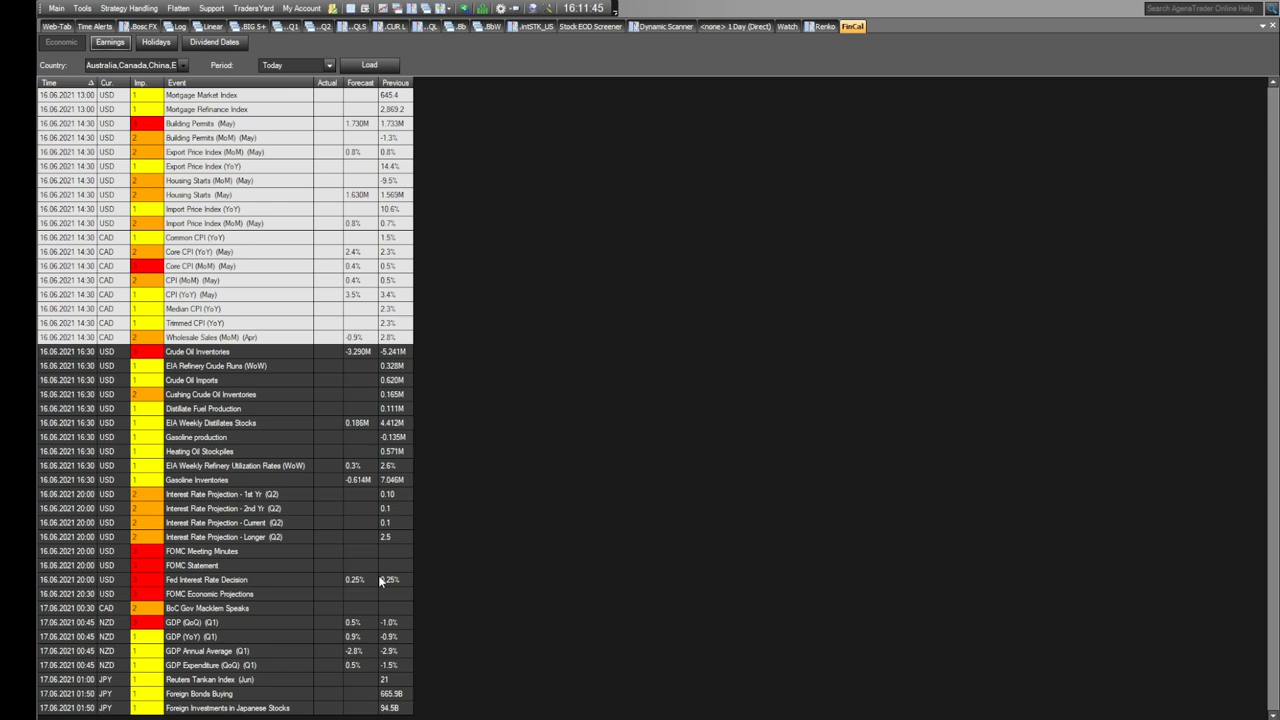 Main Tools Strategy Handling Flatten Support TradersYard My Account 16:11:45 Search AgenaTrader Online Help
Web-Tab Time Alerts .Bosc FX Log Linear .BIG 5+ ..Q1 ..Q2 ..QLS .CUR L ..QL .Bb .BbW .intSTK_US Stock EOD Screener Dynamic Scanner <none> 1 Day (Direct) Watch Renko FinCal
Economic Earnings Holidays Dividend Dates
Country: Australia,Canada,China,E Period: Today Load
Time Cur. Imp. Event Actual Forecast Previous
16.06.2021 13:00 USD 1 Mortgage Market Index 645.4
16.06.2021 13:00 USD 1 Mortgage Refinance Index 2,869.2
16.06.2021 14:30 USD 3 Building Permits (May) 1.730M 1.733M
16.06.2021 14:30 USD 2 Building Permits (MoM) (May) -1.3%
16.06.2021 14:30 USD 2 Export Price Index (MoM) (May) 0.8% 0.8%
16.06.2021 14:30 USD 1 Export Price Index (YoY) 14.4%
16.06.2021 14:30 USD 2 Housing Starts (MoM) (May) -9.5%
16.06.2021 14:30 USD 2 Housing Starts (May) 1.630M 1.569M
16.06.2021 14:30 USD 1 Import Price Index (YoY) 10.6%
16.06.2021 14:30 USD 2 Import Price Index (MoM) (May) 0.8% 0.7%
16.06.2021 14:30 CAD 1 Common CPI (YoY) 1.5%
16.06.2021 14:30 CAD 2 Core CPI (YoY) (May) 2.4% 2.3%
16.06.2021 14:30 CAD 3 Core CPI (MoM) (May) 0.4% 0.5%
16.06.2021 14:30 CAD 2 CPI (MoM) (May) 0.4% 0.5%
16.06.2021 14:30 CAD 1 CPI (YoY) (May) 3.5% 3.4%
16.06.2021 14:30 CAD 1 Median CPI (YoY) 2.3%
16.06.2021 14:30 CAD 1 Trimmed CPI (YoY) 2.3%
16.06.2021 14:30 CAD 2 Wholesale Sales (MoM) (Apr) -0.9% 2.8%
16.06.2021 16:30 USD 3 Crude Oil Inventories -3.290M -5.241M
16.06.2021 16:30 USD 1 EIA Refinery Crude Runs (WoW) 0.328M
16.06.2021 16:30 USD 1 Crude Oil Imports 0.620M
16.06.2021 16:30 USD 2 Cushing Crude Oil Inventories 0.165M
16.06.2021 16:30 USD 1 Distillate Fuel Production 0.111M
16.06.2021 16:30 USD 1 EIA Weekly Distillates Stocks 0.186M 4.412M
16.06.2021 16:30 USD 1 Gasoline production -0.135M
16.06.2021 16:30 USD 1 Heating Oil Stockpiles 0.571M
16.06.2021 16:30 USD 1 EIA Weekly Refinery Utilization Rates (WoW) 0.3% 2.6%
16.06.2021 16:30 USD 1 Gasoline Inventories -0.614M 7.046M
16.06.2021 20:00 USD 2 Interest Rate Projection - 1st Yr (Q2) 0.10
16.06.2021 20:00 USD 2 Interest Rate Projection - 2nd Yr (Q2) 0.1
16.06.2021 20:00 USD 2 Interest Rate Projection - Current (Q2) 0.1
16.06.2021 20:00 USD 2 Interest Rate Projection - Longer (Q2) 2.5
16.06.2021 20:00 USD 3 FOMC Meeting Minutes
16.06.2021 20:00 USD 3 FOMC Statement
16.06.2021 20:00 USD 3 Fed Interest Rate Decision 0.25% 0.25%
16.06.2021 20:30 USD 3 FOMC Economic Projections
17.06.2021 00:30 CAD 2 BoC Gov Macklem Speaks
17.06.2021 00:45 NZD 3 GDP (QoQ) (Q1) 0.5% -1.0%
17.06.2021 00:45 NZD 1 GDP (YoY) (Q1) 0.9% -0.9%
17.06.2021 00:45 NZD 1 GDP Annual Average (Q1) -2.8% -2.9%
17.06.2021 00:45 NZD 1 GDP Expenditure (QoQ) (Q1) 0.5% -1.5%
17.06.2021 01:00 JPY 1 Reuters Tankan Index (Jun) 21
17.06.2021 01:50 JPY 1 Foreign Bonds Buying 665.9B
17.06.2021 01:50 JPY 1 Foreign Investments in Japanese Stocks 94.5B